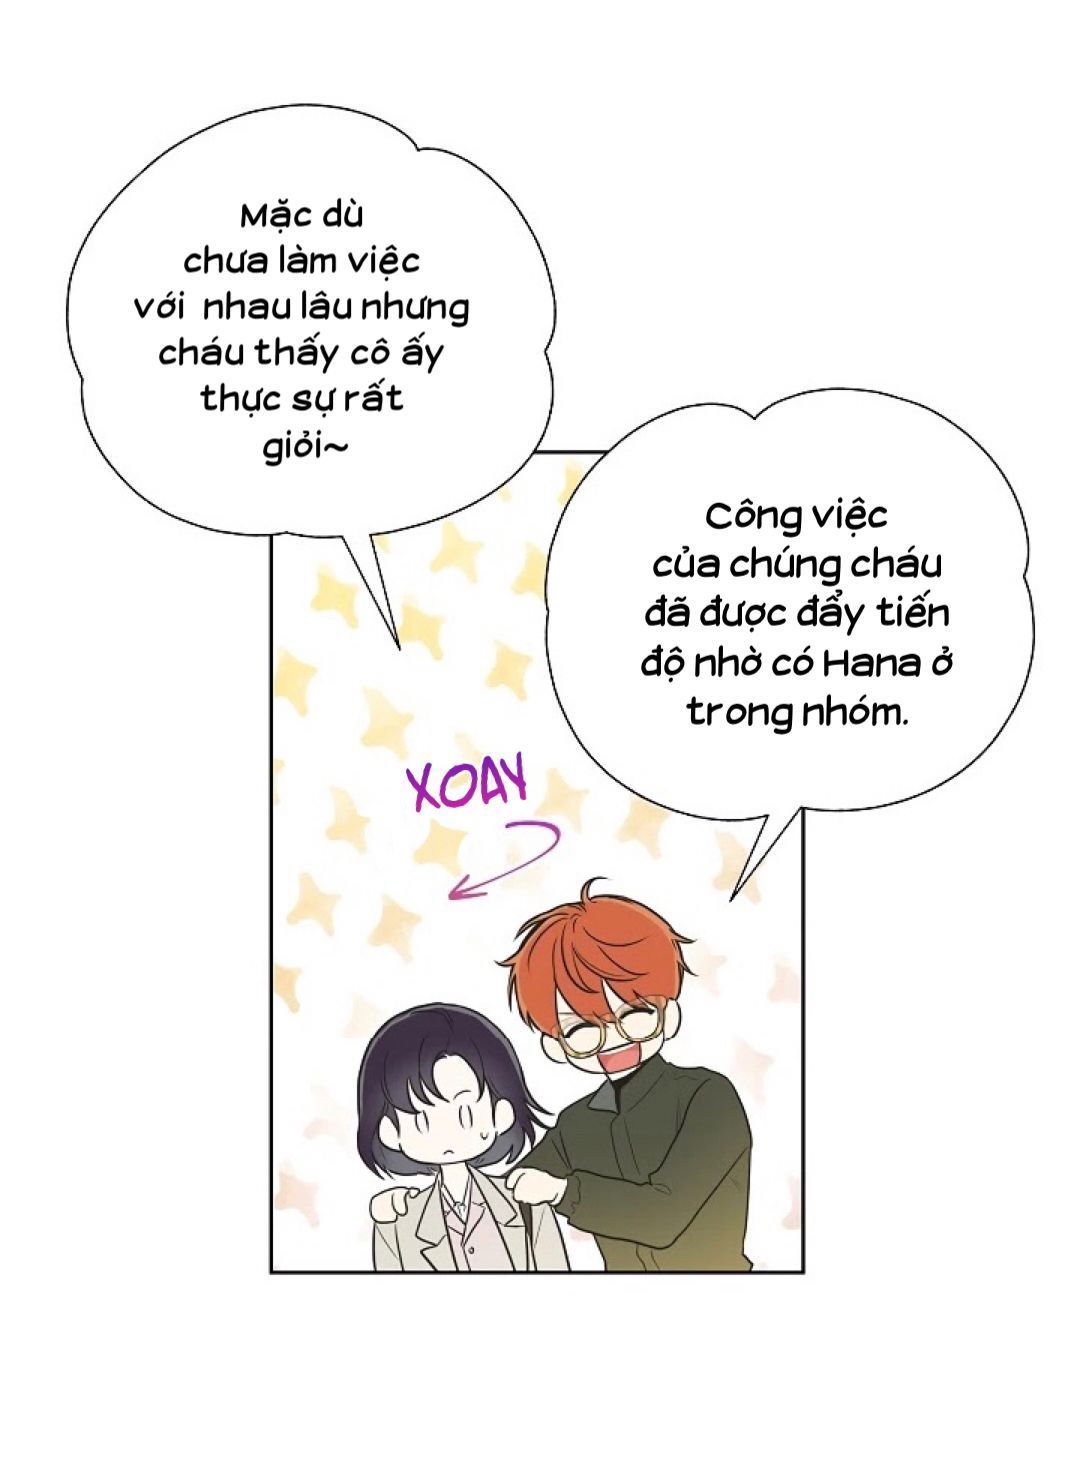 Mặc dù
chưa làm việc
với nhau lâu nhưng
cháu thấy cô ấy
thực sự rất
giỏi~
Công việc
của chúng cháu
đã được đẩy tiến
độ nhờ có Hana ở
trong nhóm.
XOAY